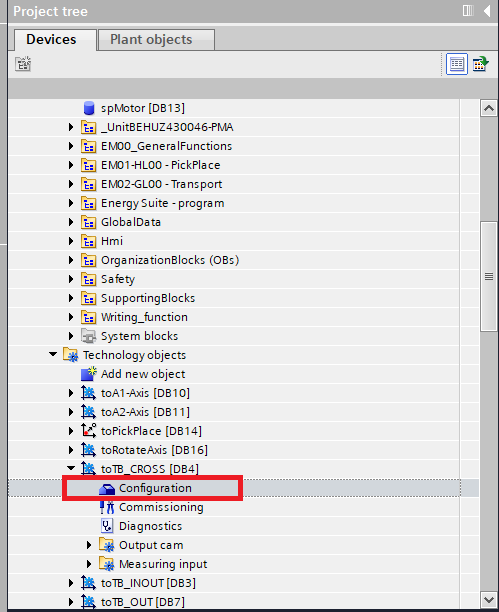 Project tree
Devices
Plant objects
spMotor [DB13]
_UnitBEHUZ430046-PMA
EM00_GeneralFunctions
EM01-HL00 - PickPlace
EM02-GL00 - Transport
Energy Suite - program
GlobalData
Hmi
OrganizationBlocks (OBs)
Safety
SupportingBlocks
Writing_function
System blocks
Technology objects
Add new object
toA1-Axis [DB10]
toA2-Axis [DB11]
toPickPlace [DB14]
toRotateAxis [DB16]
toTB_CROSS [DB4]
Configuration
Commissioning
Diagnostics
Output cam
Measuring input
toTB_INOUT [DB3]
toTB_OUT [DB7]